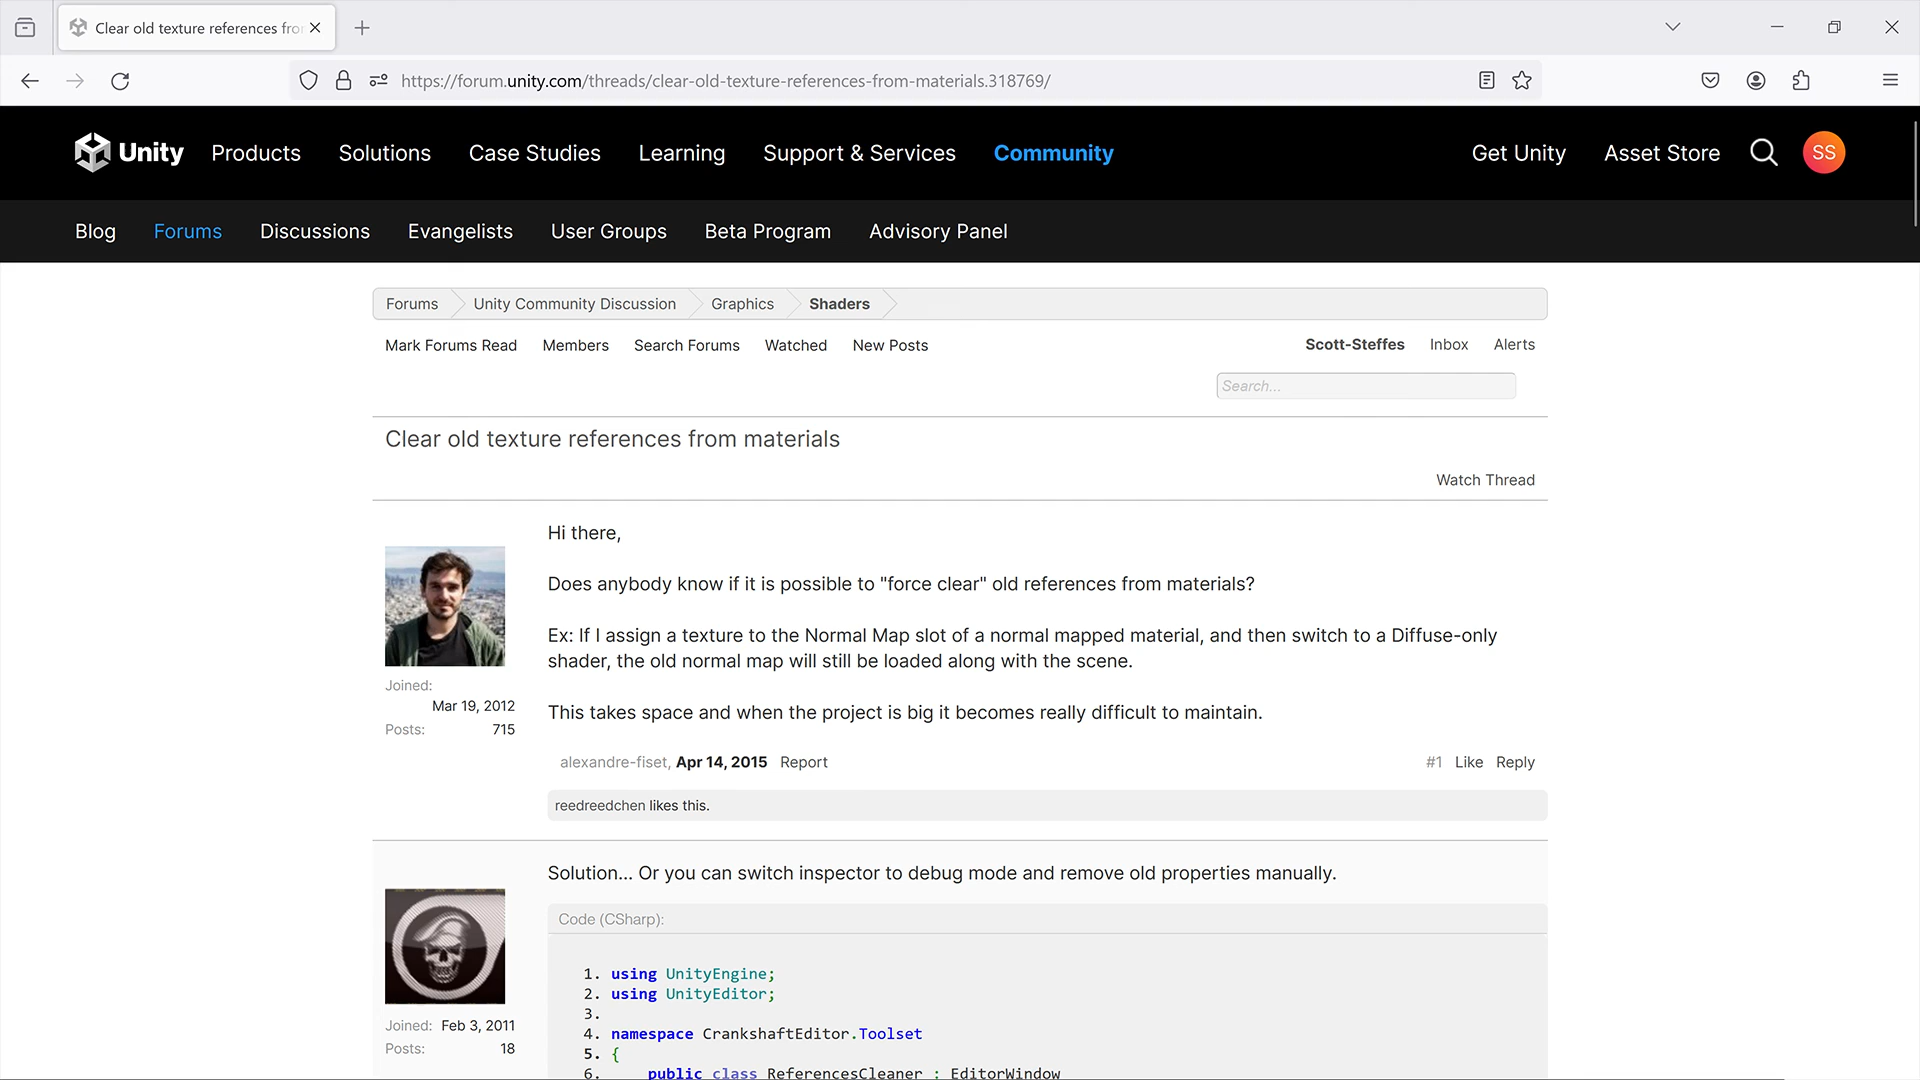 Clear old texture references fro
https://forum.unity.com/threads/clear-old-texture-references-from-materials.318769/
Unity Products Solutions Case Studies Learning Support & Services Community Get Unity Asset Store SS
Blog Forums Discussions Evangelists User Groups Beta Program Advisory Panel
Forums Unity Community Discussion Graphics Shaders
Mark Forums Read Members Search Forums Watched New Posts Scott-Steffes Inbox Alerts
Search...
Clear old texture references from materials
Watch Thread
Hi there,
Does anybody know if it is possible to "force clear" old references from materials?
Ex: If I assign a texture to the Normal Map slot of a normal mapped material, and then switch to a Diffuse-only
shader, the old normal map will still be loaded along with the scene.
This takes space and when the project is big it becomes really difficult to maintain.
Joined:
Mar 19, 2012
Posts: 715
alexandre-fiset, Apr 14, 2015 Report #1 Like Reply
reedreedchen likes this.
Solution... Or you can switch inspector to debug mode and remove old properties manually.
Joined: Feb 3, 2011
Posts: 18
Code (CSharp):
1. using UnityEngine;
2. using UnityEditor;
3.
4. namespace CrankshaftEditor.Toolset
5. {
6. public class ReferencesCleaner : EditorWindow